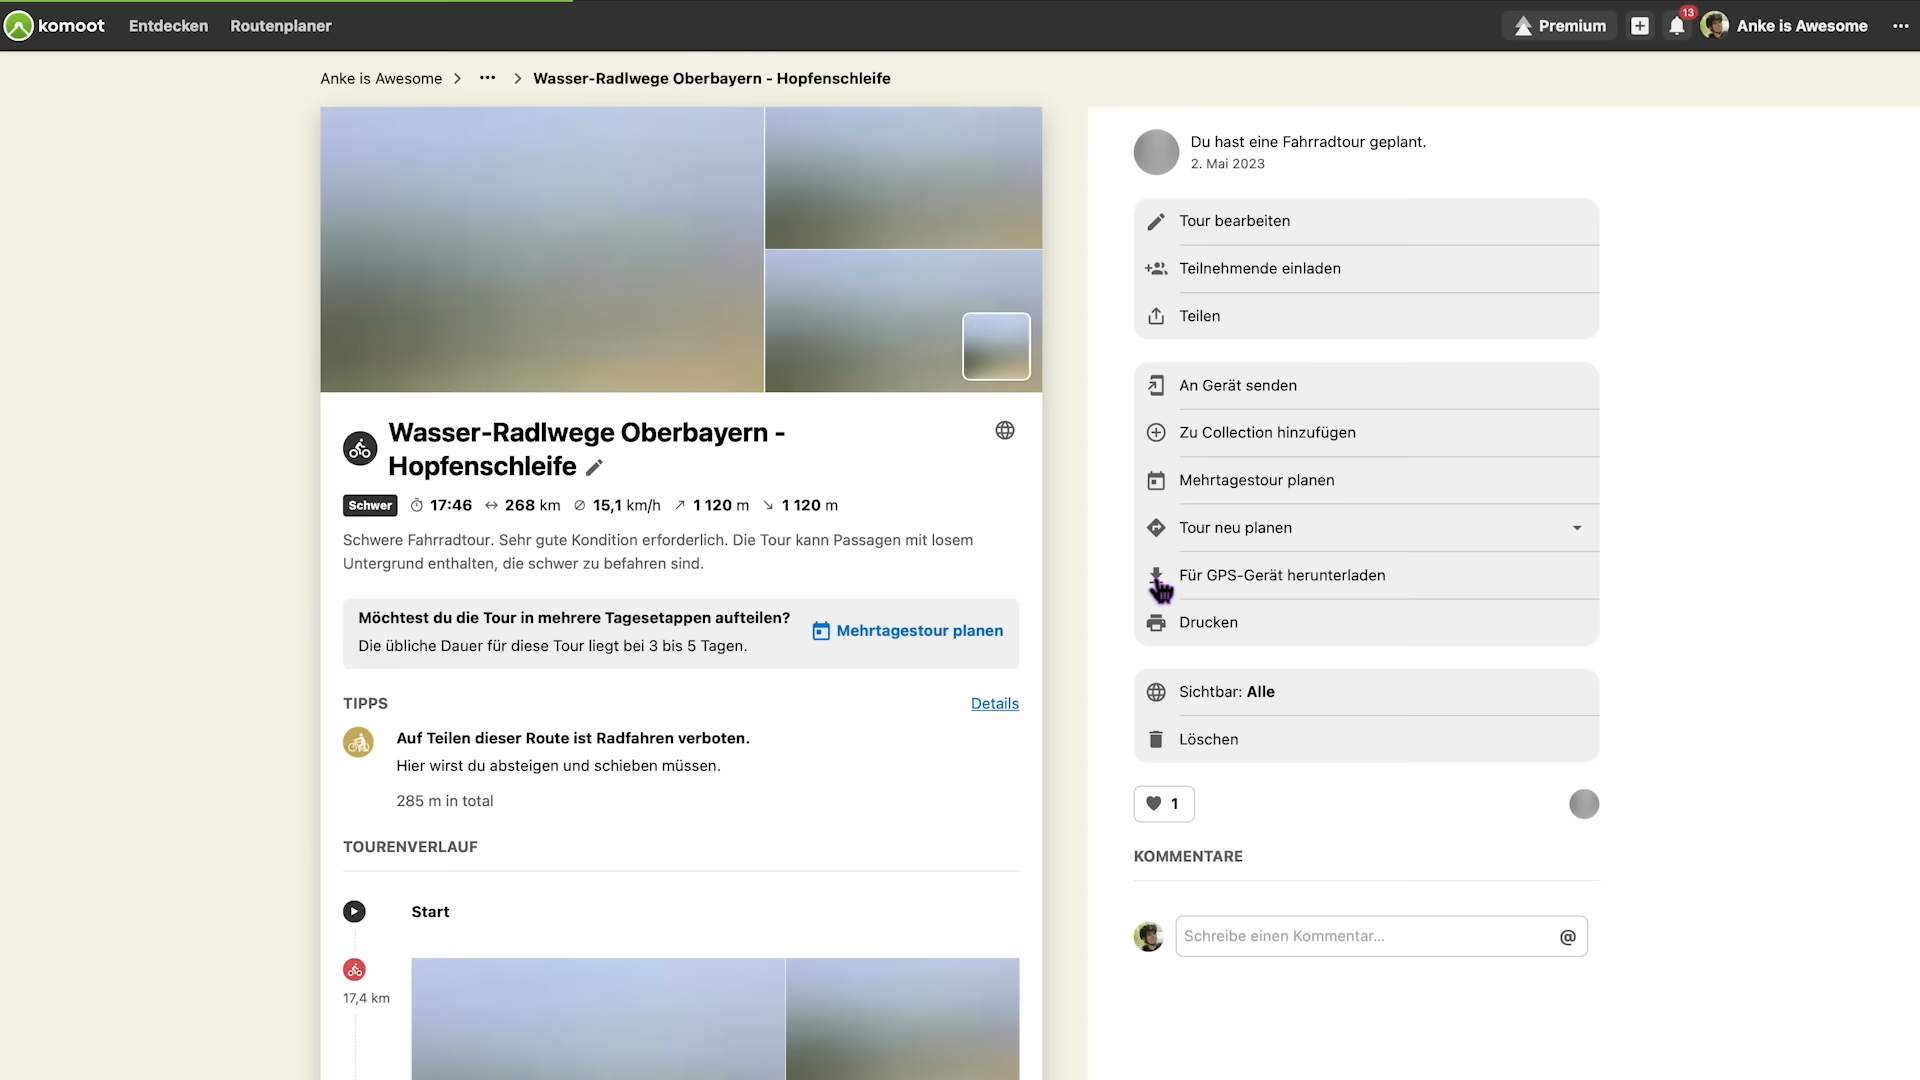 komoot
Entdecken
Routenplaner
Premium
13
Anke is Awesome
Anke is Awesome
Wasser-Radlwege Oberbayern - Hopfenschleife
Wasser-Radlwege Oberbayern -
Hopfenschleife
Schwer 17:46 268 km 15,1 km/h 1 120 m 1 120 m
Schwere Fahrradtour. Sehr gute Kondition erforderlich. Die Tour kann Passagen mit losem
Untergrund enthalten, die schwer zu befahren sind.
Möchtest du die Tour in mehrere Tagesetappen aufteilen?
Die übliche Dauer für diese Tour liegt bei 3 bis 5 Tagen.
Mehrtagestour planen
TIPPS
Details
Auf Teilen dieser Route ist Radfahren verboten.
Hier wirst du absteigen und schieben müssen.
285 m in total
TOURENVERLAUF
Start
17,4 km
Du hast eine Fahrradtour geplant.
2. Mai 2023
Tour bearbeiten
Teilnehmende einladen
Teilen
An Gerät senden
Zu Collection hinzufügen
Mehrtagestour planen
Tour neu planen
Für GPS-Gerät herunterladen
Drucken
Sichtbar: Alle
Löschen
1
KOMMENTARE
Schreibe einen Kommentar...
@